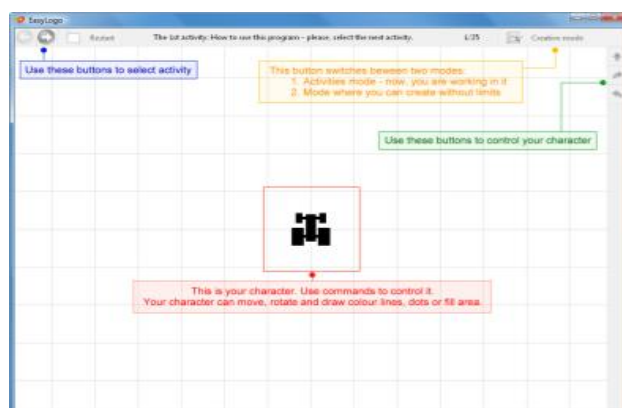 EasyLogo
Restart The 1st activity: How to use this program - please, select the next activity. 1/25 Creative mode
Use these buttons to select activity
This button switches beween two modes:
1. Activities mode - now, you are working in it
2. Mode where you can create without limits
Use these buttons to control your character
This is your character. Use commands to control it.
Your character can move, rotate and draw colour lines, dots or fill area.